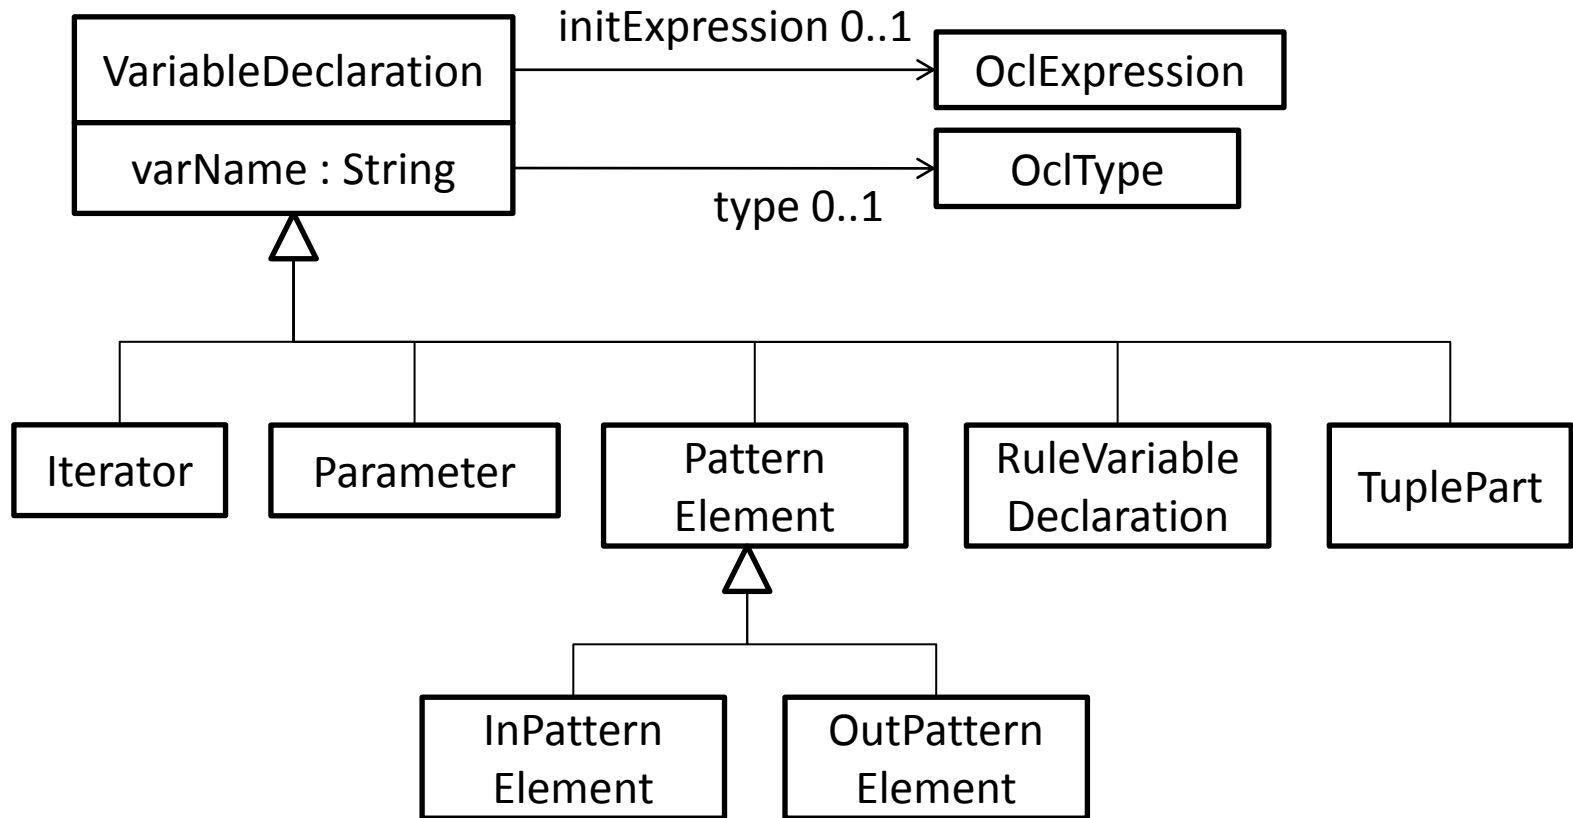 initExpression 0..1
VariableDeclaration
OclExpression
varName : String
OclType
type 0..1
Iterator
Parameter
Pattern
Element
RuleVariable
Declaration
TuplePart
InPattern
Element
OutPattern
Element